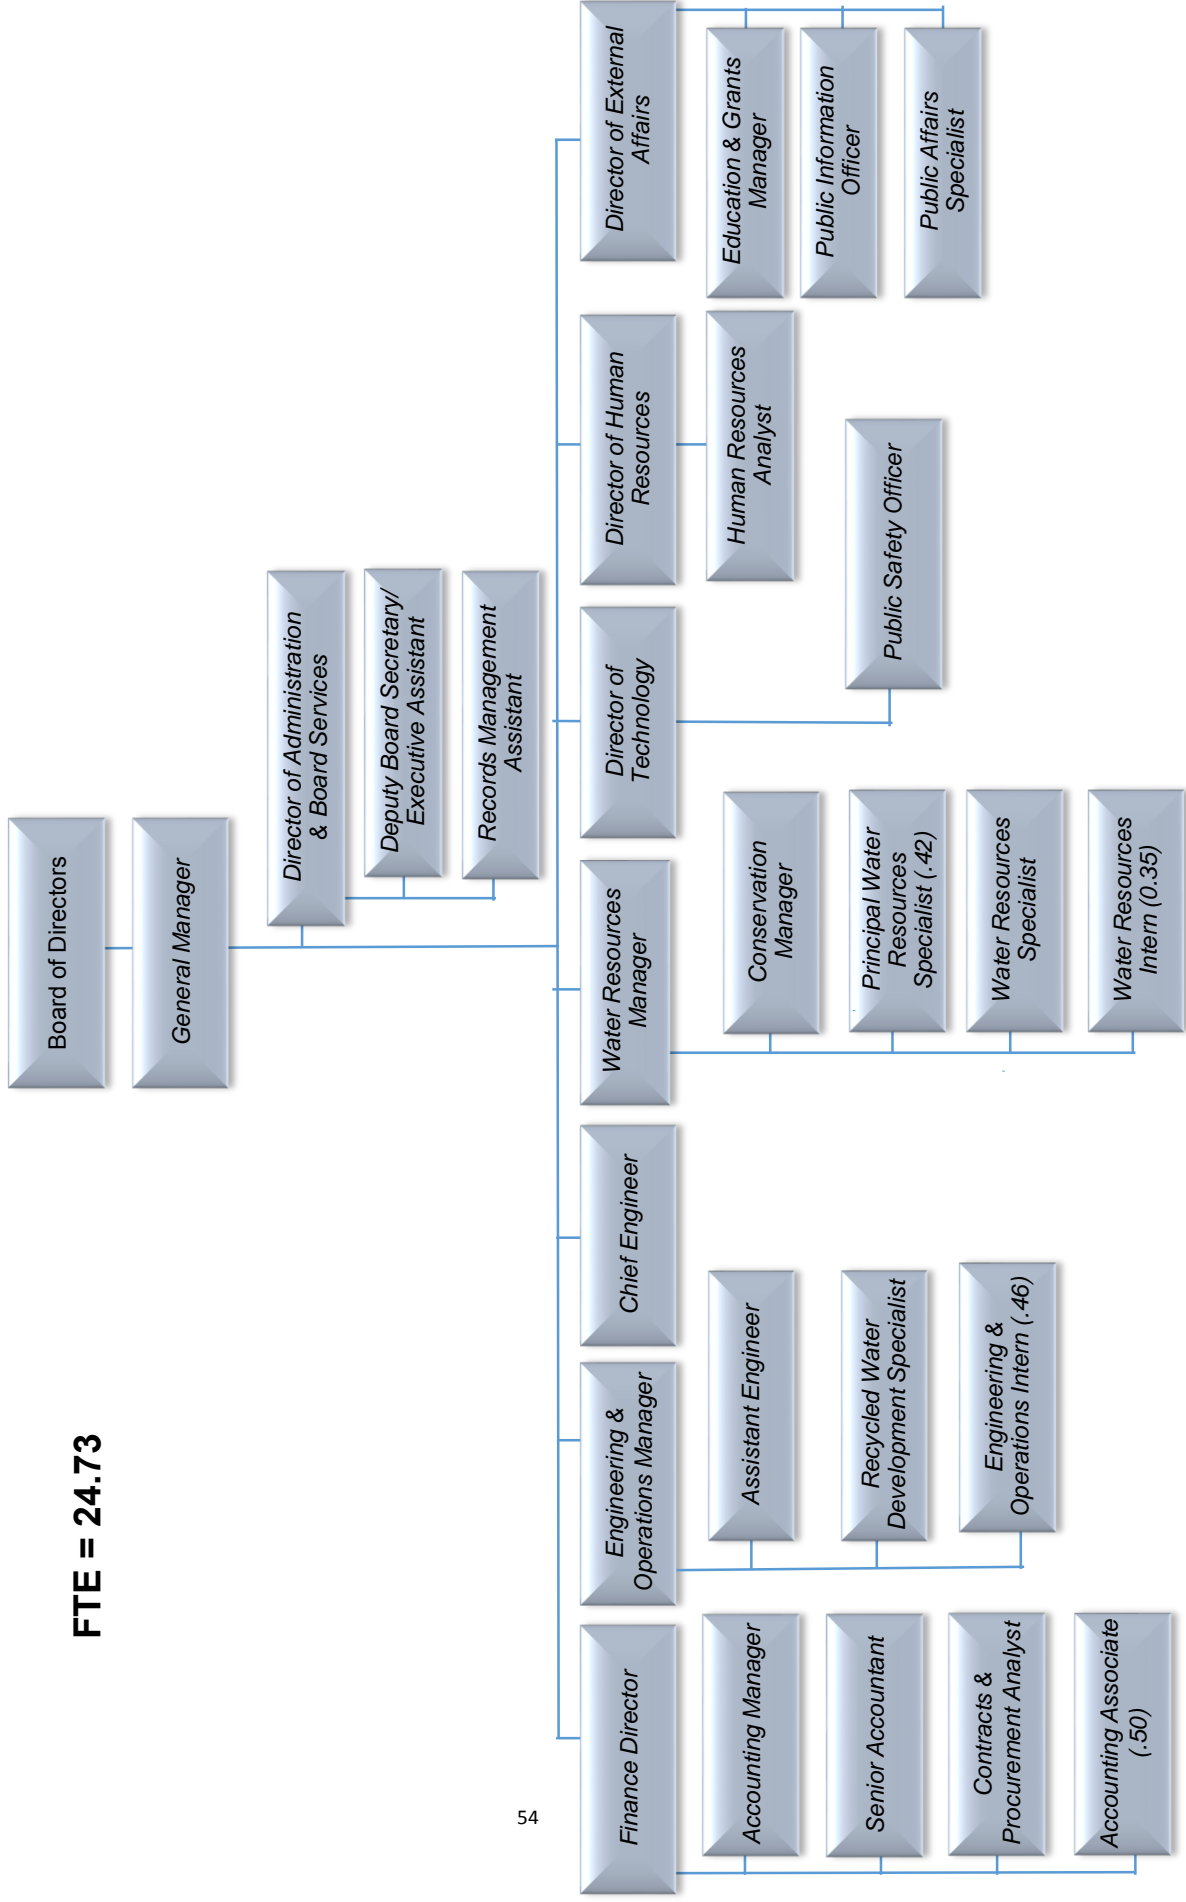 FTE = 24.73
Board of Directors
General Manager
Director of Administration
& Board Services
Deputy Board Secretary/
Executive Assistant
Records Management
Assistant
Finance Director
Engineering &
Operations Manager
Chief Engineer
Water Resources
Manager
Director of
Technology
Director of Human
Resources
Director of External
Affairs
Accounting Manager
Senior Accountant
Contracts &
Procurement Analyst
Accounting Associate
(.50)
Assistant Engineer
Recycled Water
Development Specialist
Engineering &
Operations Intern (.46)
Conservation
Manager
Principal Water
Resources
Specialist (.42)
Water Resources
Specialist
Water Resources
Intern (0.35)
Public Safety Officer
Human Resources
Analyst
Education & Grants
Manager
Public Information
Officer
Public Affairs
Specialist
54